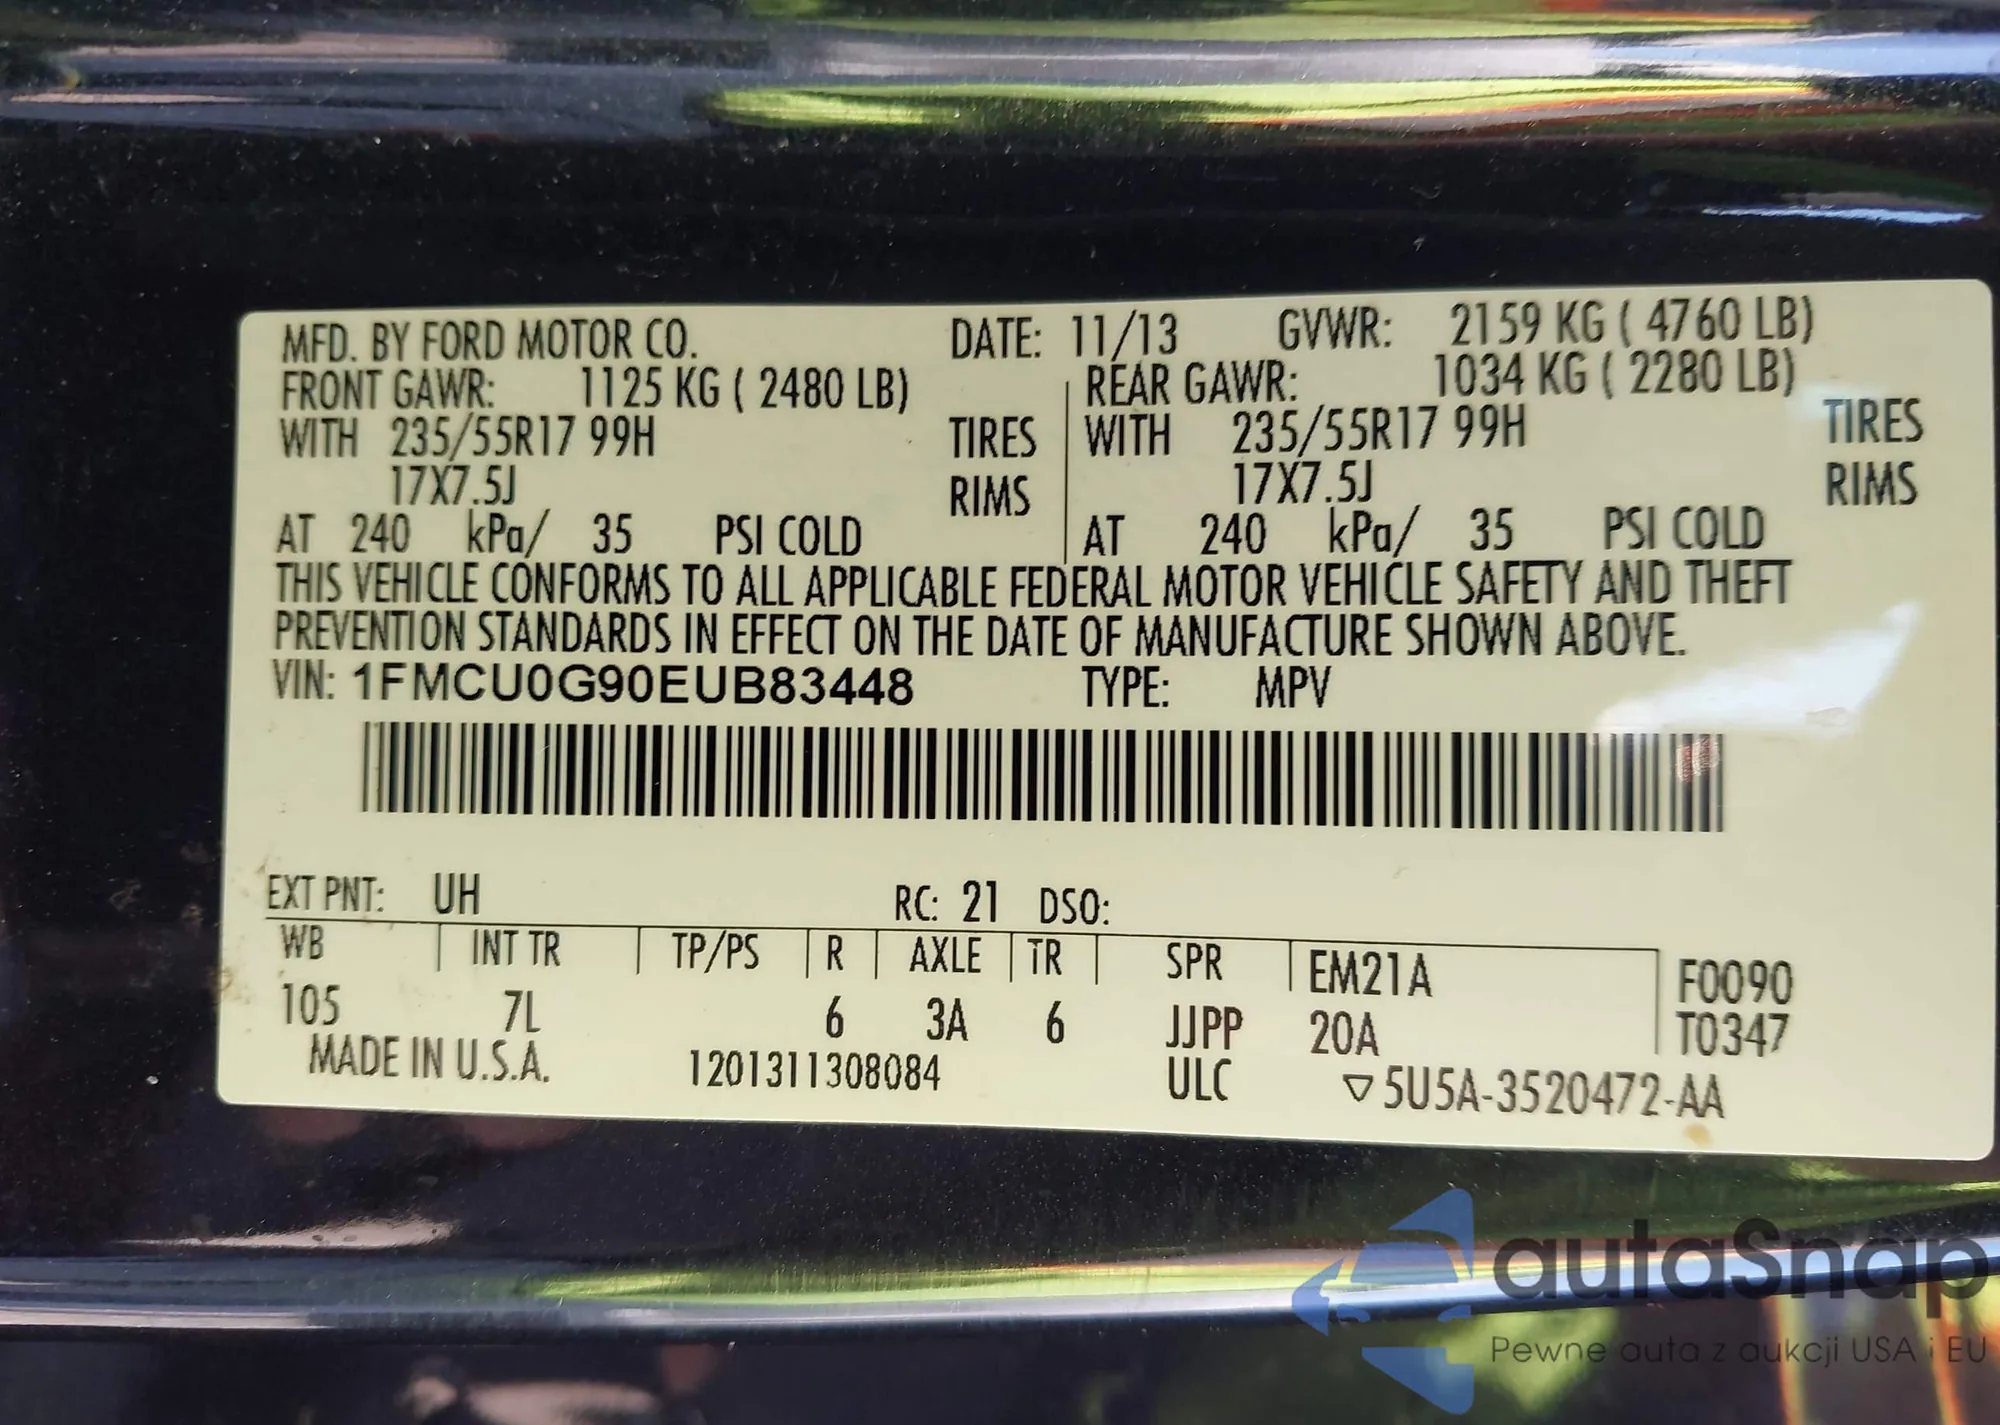 MFD. BY FORD MOTOR CO. DATE: 11/13 GVWR: 2159 KG ( 4760 LB)
FRONT GAWR: 1125 KG ( 2480 LB) REAR GAWR: 1034 KG ( 2280 LB)
WITH 235/55R17 99H TIRES WITH 235/55R17 99H TIRES
17X7.5J RIMS 17X7.5J RIMS
AT 240 kPa/ 35 PSI COLD AT 240 kPa/ 35 PSI COLD
THIS VEHICLE CONFORMS TO ALL APPLICABLE FEDERAL MOTOR VEHICLE SAFETY AND THEFT
PREVENTION STANDARDS IN EFFECT ON THE DATE OF MANUFACTURE SHOWN ABOVE.
VIN: 1FMCU0G90EUB83448 TYPE: MPV
EXT PNT: UH RC: 21 DSO:
WB INT TR TP/PS R AXLE TR SPR EM21A F0090
105 7L 6 3A 6 JJPP 20A T0347
MADE IN U.S.A. 1201311308084 ULC ▽5U5A-3520472-AA
autaSnap
Pewne auta z aukcji USA i EU